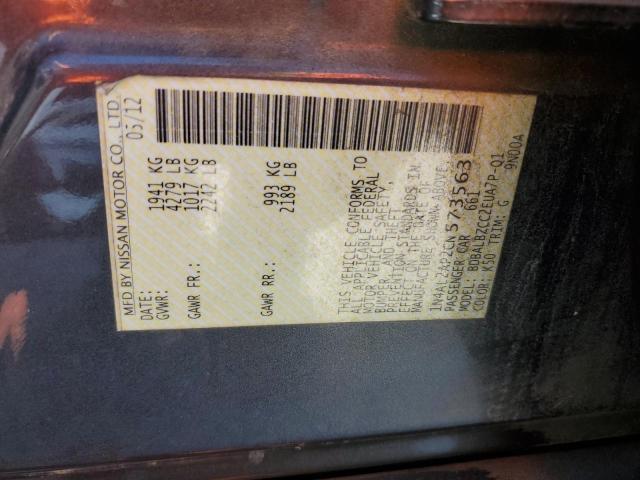 MFD.BY NISSAN MOTOR CO., LTD.
DATE: 05/12
GVWR: 1941 KG
4279 LB
GAWR FR: 1017 KG
2242 LB
GAWR RR: 993 KG
2189 LB
THIS VEHICLE CONFORMS TO
ALL APPLICABLE FEDERAL
MOTOR VEHICLE SAFETY,
BUMPER, AND THEFT
PREVENTION STANDARDS IN
EFFECT ON THE DATE OF
MANUFACTURE SHOWN ABOVE.
1N4AL2AP2CN 573563
PASSENGER CAR 661
MODEL: BDBALBZCC2EUA7P-Q1
COLOR: K50 TRIM: G 9N00A